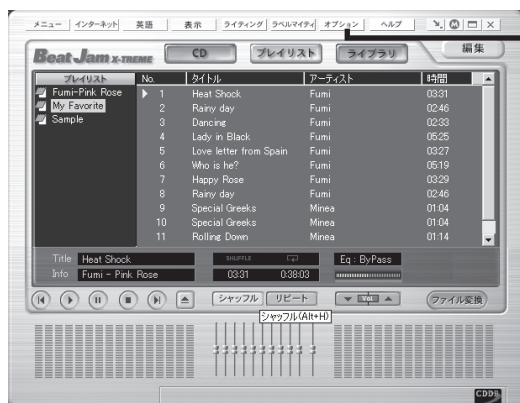 メニュー インターネット 英語 表示 ライティング ラベルマイティ オプション ヘルプ
Beat Jam X-TREME CD プレイリスト ライブラリ 編集
プレイリスト No. タイトル アーティスト 時間
Fumi-Pink Rose
My Favorite
Sample
1 Heat Shock Fumi 03:31
2 Rainy day Fumi 02:46
3 Dancing Fumi 02:33
4 Lady in Black Fumi 05:25
5 Love letter from Spain Fumi 03:27
6 Who is he? Fumi 05:19
7 Happy Rose Fumi 03:29
8 Rainy day Fumi 02:46
9 Special Greeks Minea 01:04
10 Special Greeks Minea 01:04
11 Rolling Down Minea 01:14
Title Heat Shock SHUFFLE Eq : ByPass
Info Fumi - Pink Rose 03:31 0:38:03
シャッフル リピート Vol ファイル変換
シャッフル(Alt+H)
CDDB